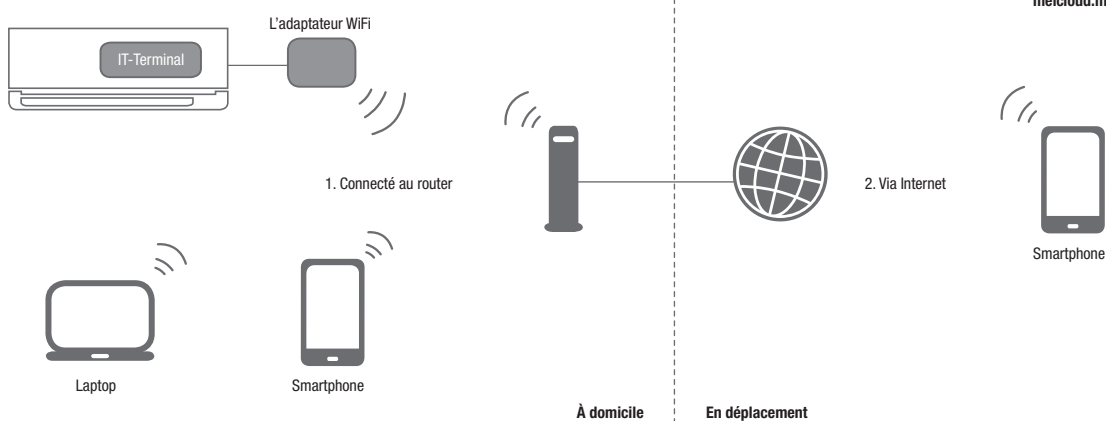 L'adaptateur WiFi
IT-Terminal
1. Connecté au router
2. Via Internet
Smartphone
Laptop
Smartphone
À domicile
En déplacement